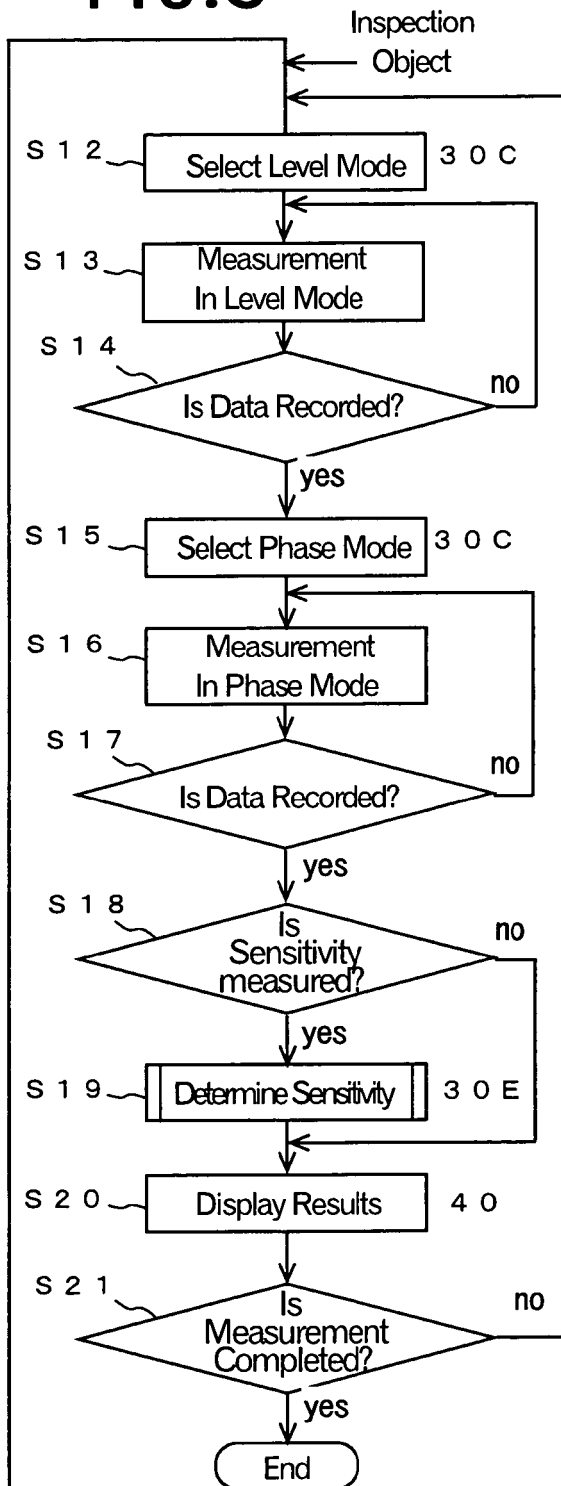 Inspection
Object
S 1 2
Select Level Mode
3 0 C
S 1 3
Measurement
In Level Mode
S 1 4
Is Data Recorded?
no
yes
S 1 5
Select Phase Mode
3 0 C
S 1 6
Measurement
In Phase Mode
S 1 7
Is Data Recorded?
no
yes
S 1 8
Is
Sensitivity
measured?
no
yes
S 1 9
Determine Sensitivity
3 0 E
S 2 0
Display Results
4 0
S 2 1
Is
Measurement
Completed?
no
yes
End